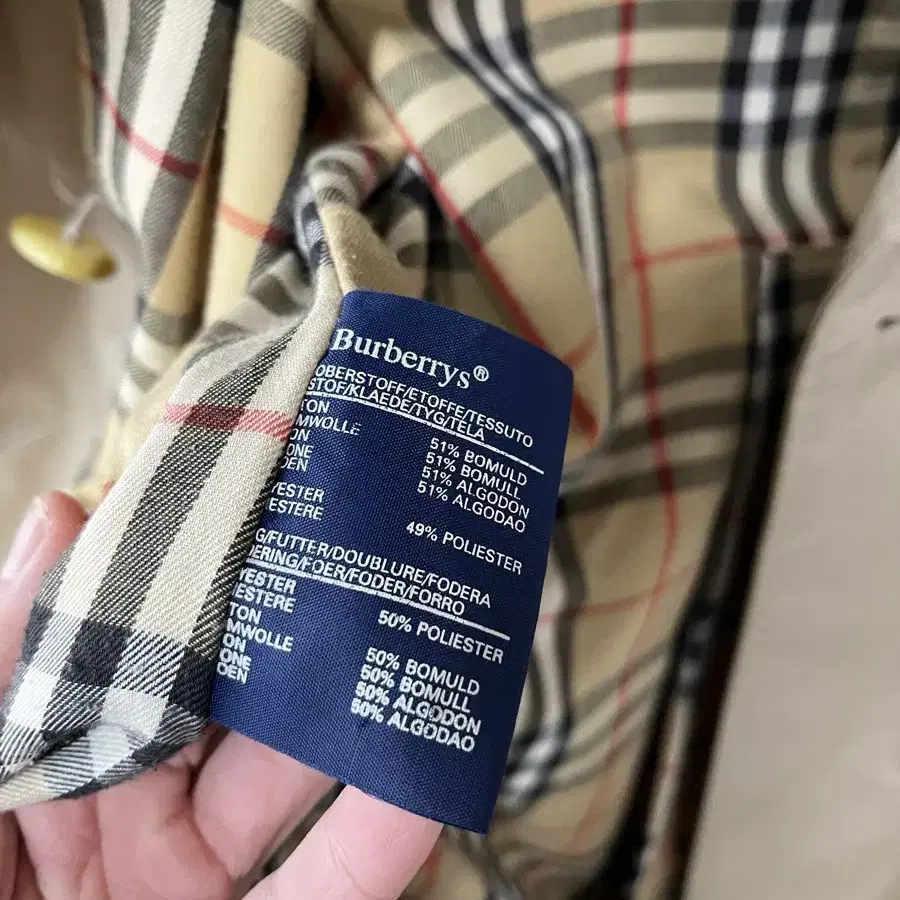 Burberrys®
OBERSTOFF/ETOFFE/TESSUTO
STOF/KLAEDE/TYG/TELA
TON 51% BOMULD
MWOLLE 51% BOMULL
ON 51% ALGODON
ONE 51% ALGODAO
DEN
YESTER 49% POLIESTER
ESTERE
G/FUTTER/DOUBLURE/FODERA
DERING/FOER/FODER/FORRO
YESTER 50% POLIESTER
ESTERE
TON 50% BOMULD
MWOLLE 50% BOMULL
ON 50% ALGODON
ONE 50% ALGODAO
DEN